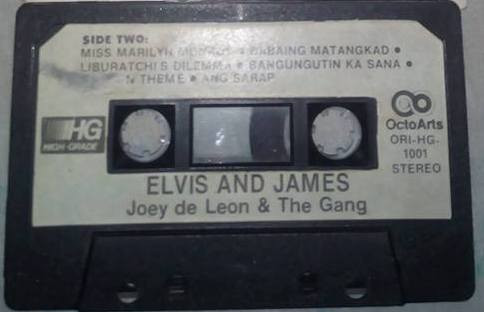 SIDE TWO:
MISS MARILYN • BABAING MATANGKAD •
LIBURATCHI'S DILEMMA • BANGUNGUTIN KA SANA •
THEME • ANG SARAP
HG
HIGH-GRADE
OctoArts
ORI-HG-
1001
STEREO
ELVIS AND JAMES
Joey de Leon & The Gang